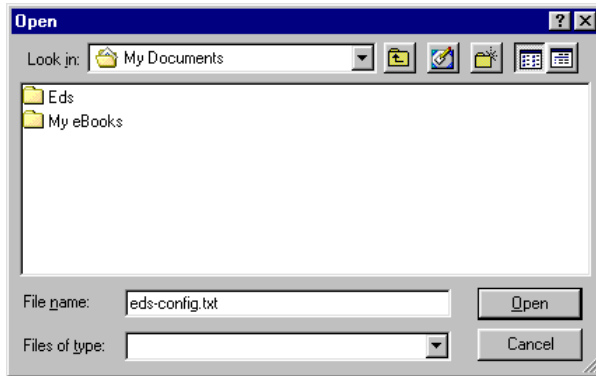 Open
Look in: My Documents
Eds
My eBooks
File name: eds-config.txt Open
Files of type: Cancel